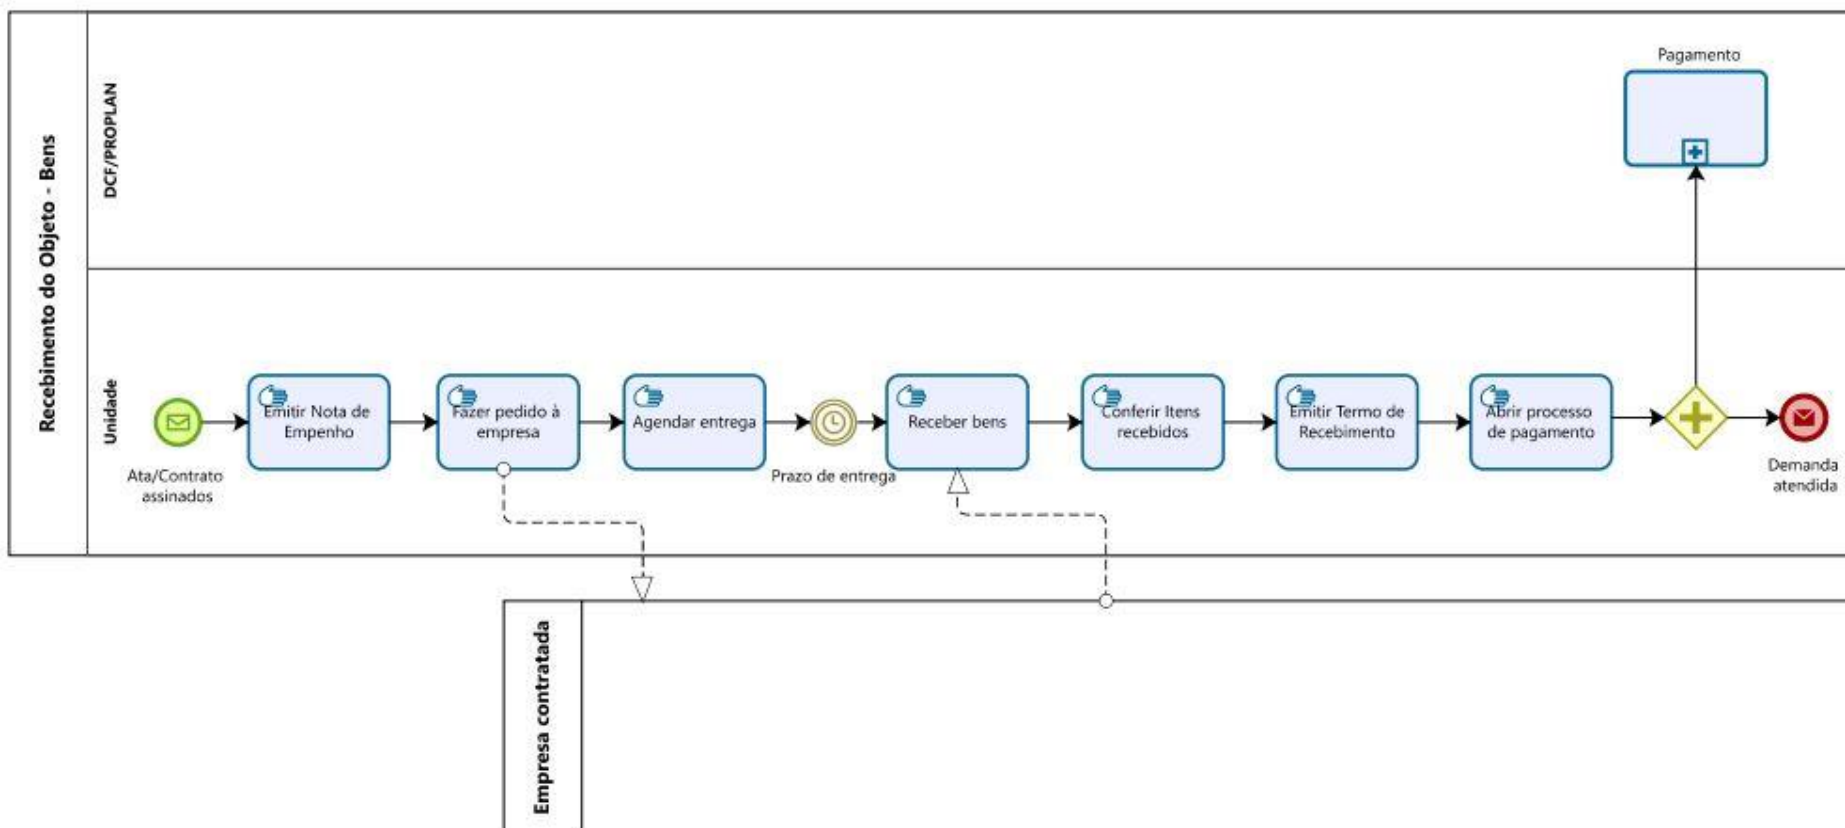 Recebimento do Objeto - Bens
DCF/PROPLAN
Pagamento
Unidade
Ata/Contrato
assinados
Emitir Nota de
Empenho
Fazer pedido à
empresa
Agendar entrega
Prazo de entrega
Receber bens
Conferir Itens
recebidos
Emitir Termo de
Recebimento
Abrir processo
de pagamento
Demanda
atendida
Empresa contratada